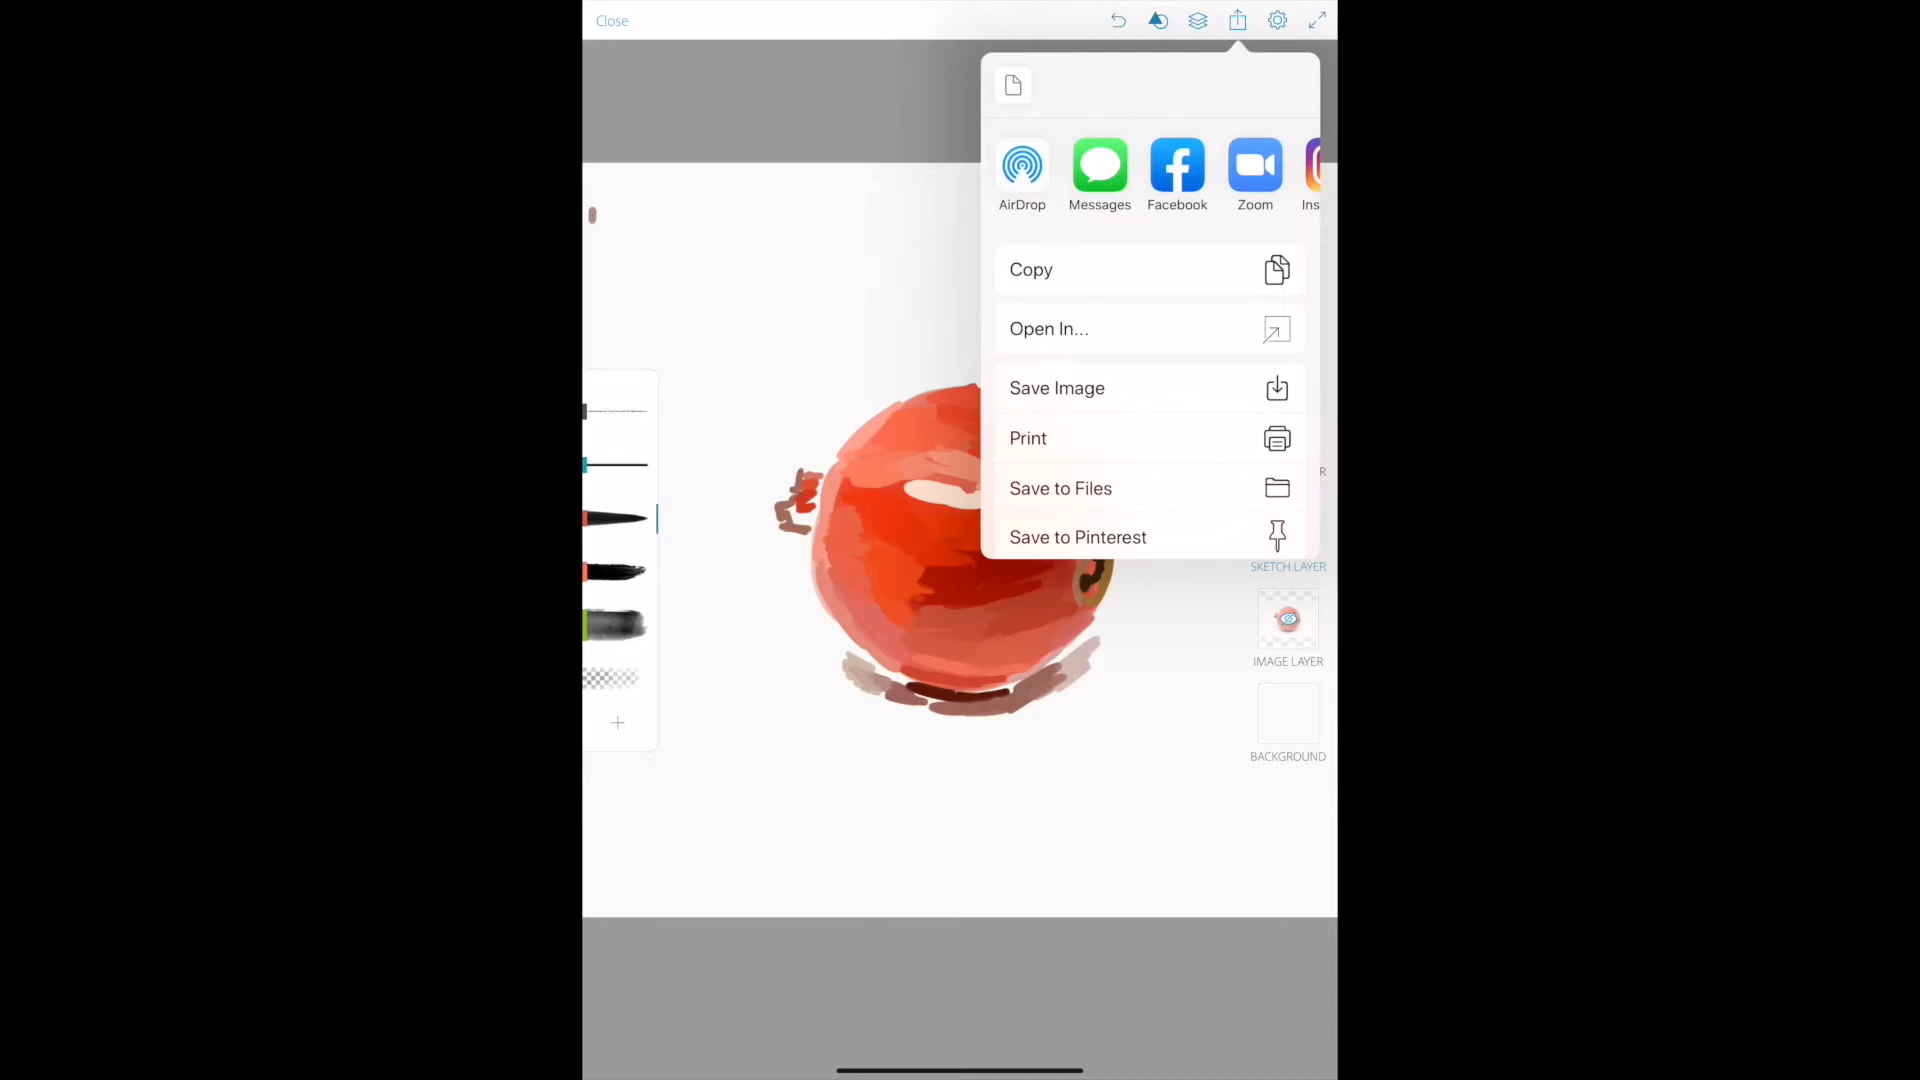 Close
AirDrop
Messages
Facebook
Zoom
Ins
Copy
Open In...
Save Image
Print
Save to Files
Save to Pinterest
R
SKETCH LAYER
IMAGE LAYER
BACKGROUND